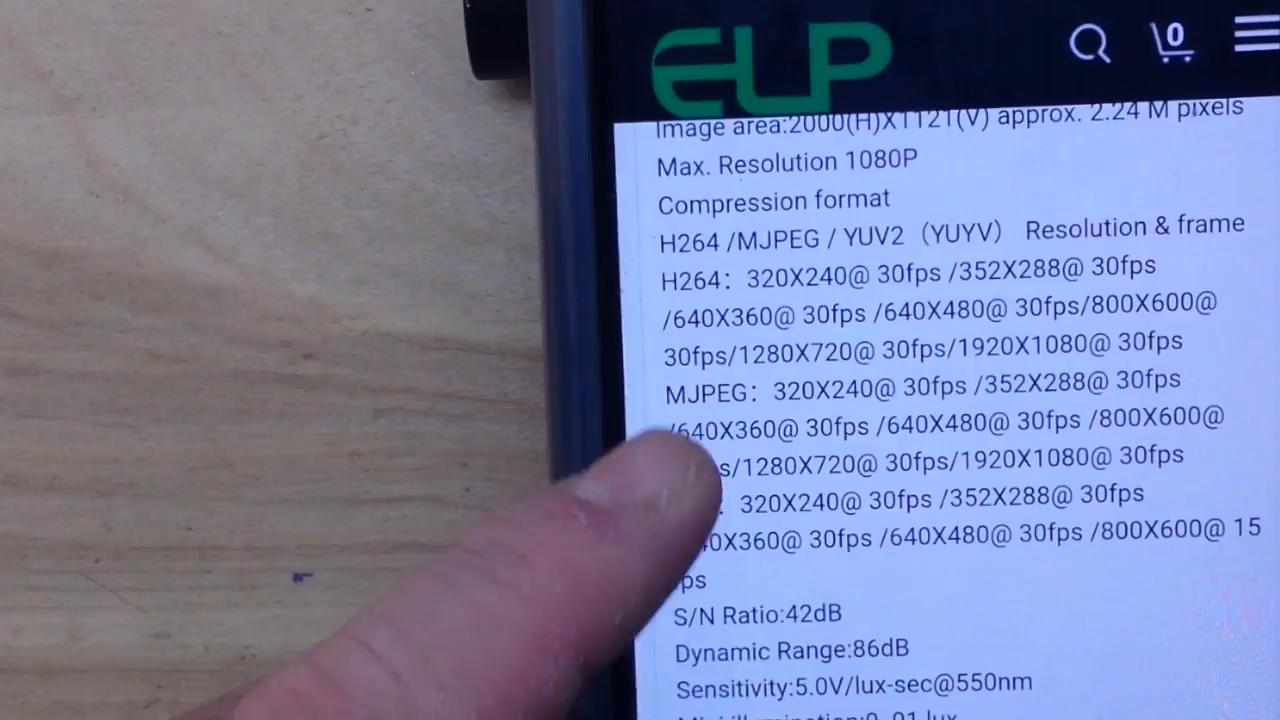 ELP
0
Image area:2000(H)X1121(V) approx. 2.24 M pixels
Max. Resolution 1080P
Compression format
H264 /MJPEG / YUV2（YUYV） Resolution & frame
H264：320X240@ 30fps /352X288@ 30fps
/640X360@ 30fps /640X480@ 30fps/800X600@
30fps/1280X720@ 30fps/1920X1080@ 30fps
MJPEG：320X240@ 30fps /352X288@ 30fps
/640X360@ 30fps /640X480@ 30fps /800X600@
s/1280X720@ 30fps/1920X1080@ 30fps
: 320X240@ 30fps /352X288@ 30fps
0X360@ 30fps /640X480@ 30fps /800X600@ 15
ps
S/N Ratio:42dB
Dynamic Range:86dB
Sensitivity:5.0V/lux-sec@550nm